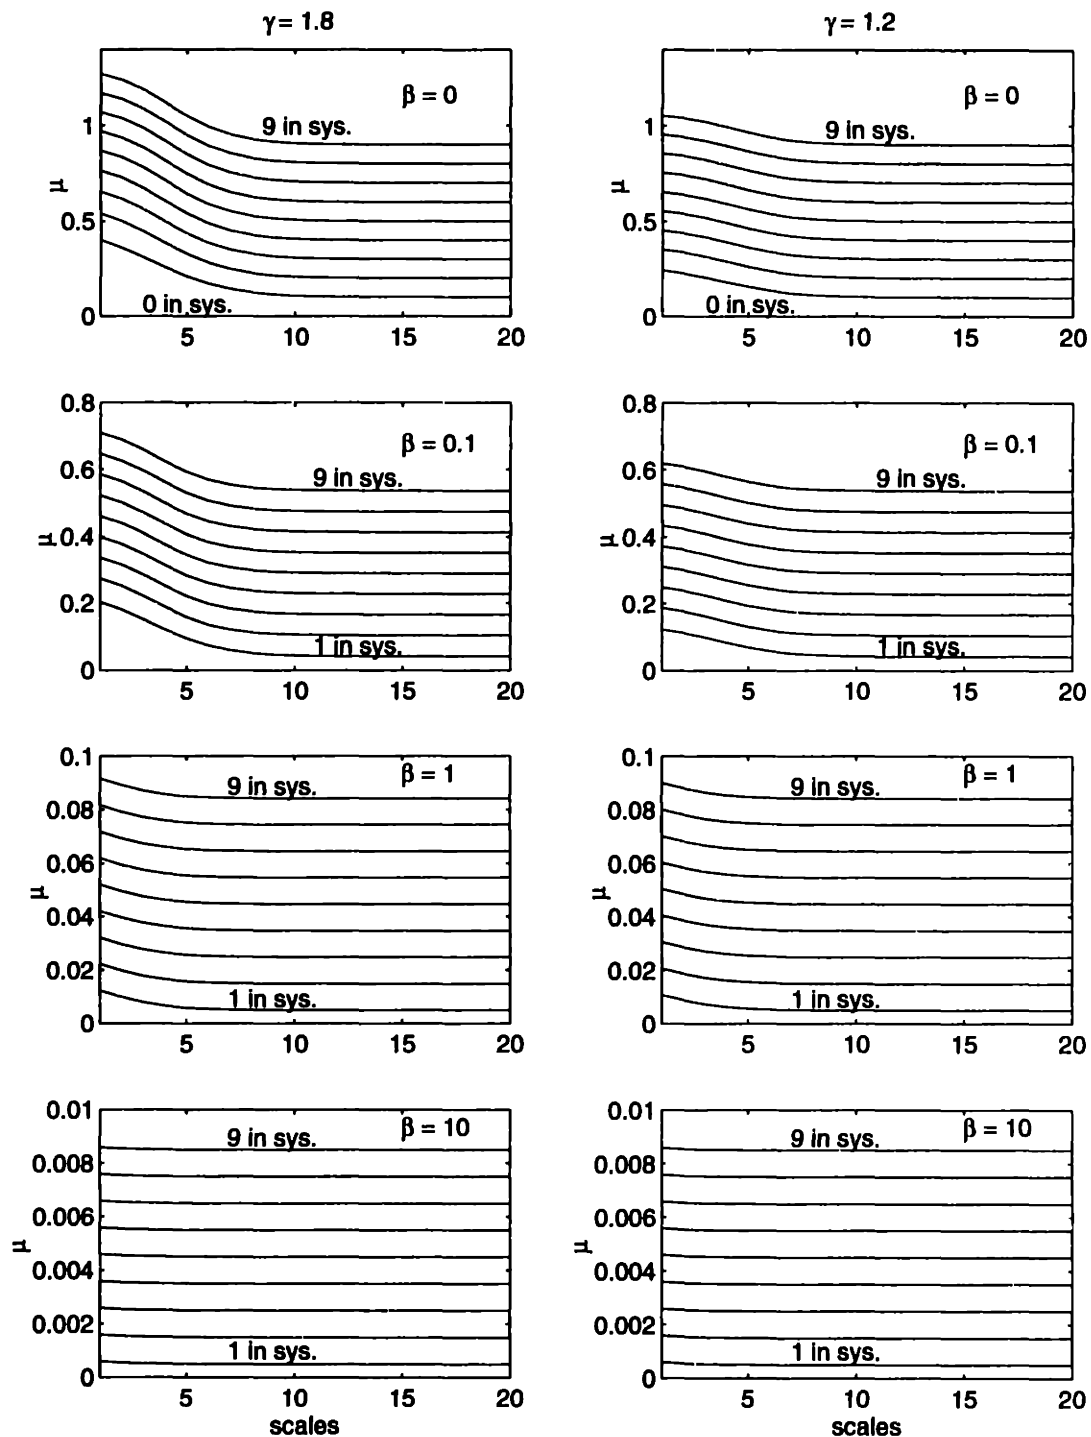 γ = 1.8
γ = 1.2
β = 0
9 in sys.
1
0.5
0
μ
0 in sys.
5 10 15 20
β = 0
9 in sys.
1
0.5
0
μ
0 in sys.
5 10 15 20
0.8
0.6
0.4
0.2
0
μ
β = 0.1
9 in sys.
1 in sys.
5 10 15 20
0.8
0.6
0.4
0.2
0
μ
β = 0.1
9 in sys.
1 in sys.
5 10 15 20
0.1
0.08
0.06
0.04
0.02
0
μ
β = 1
9 in sys.
1 in sys.
5 10 15 20
0.1
0.08
0.06
0.04
0.02
0
μ
β = 1
9 in sys.
1 in sys.
5 10 15 20
0.01
0.008
0.006
0.004
0.002
0
μ
β = 10
9 in sys.
1 in sys.
5 10 15 20
scales
0.01
0.008
0.006
0.004
0.002
0
μ
β = 10
9 in sys.
1 in sys.
5 10 15 20
scales